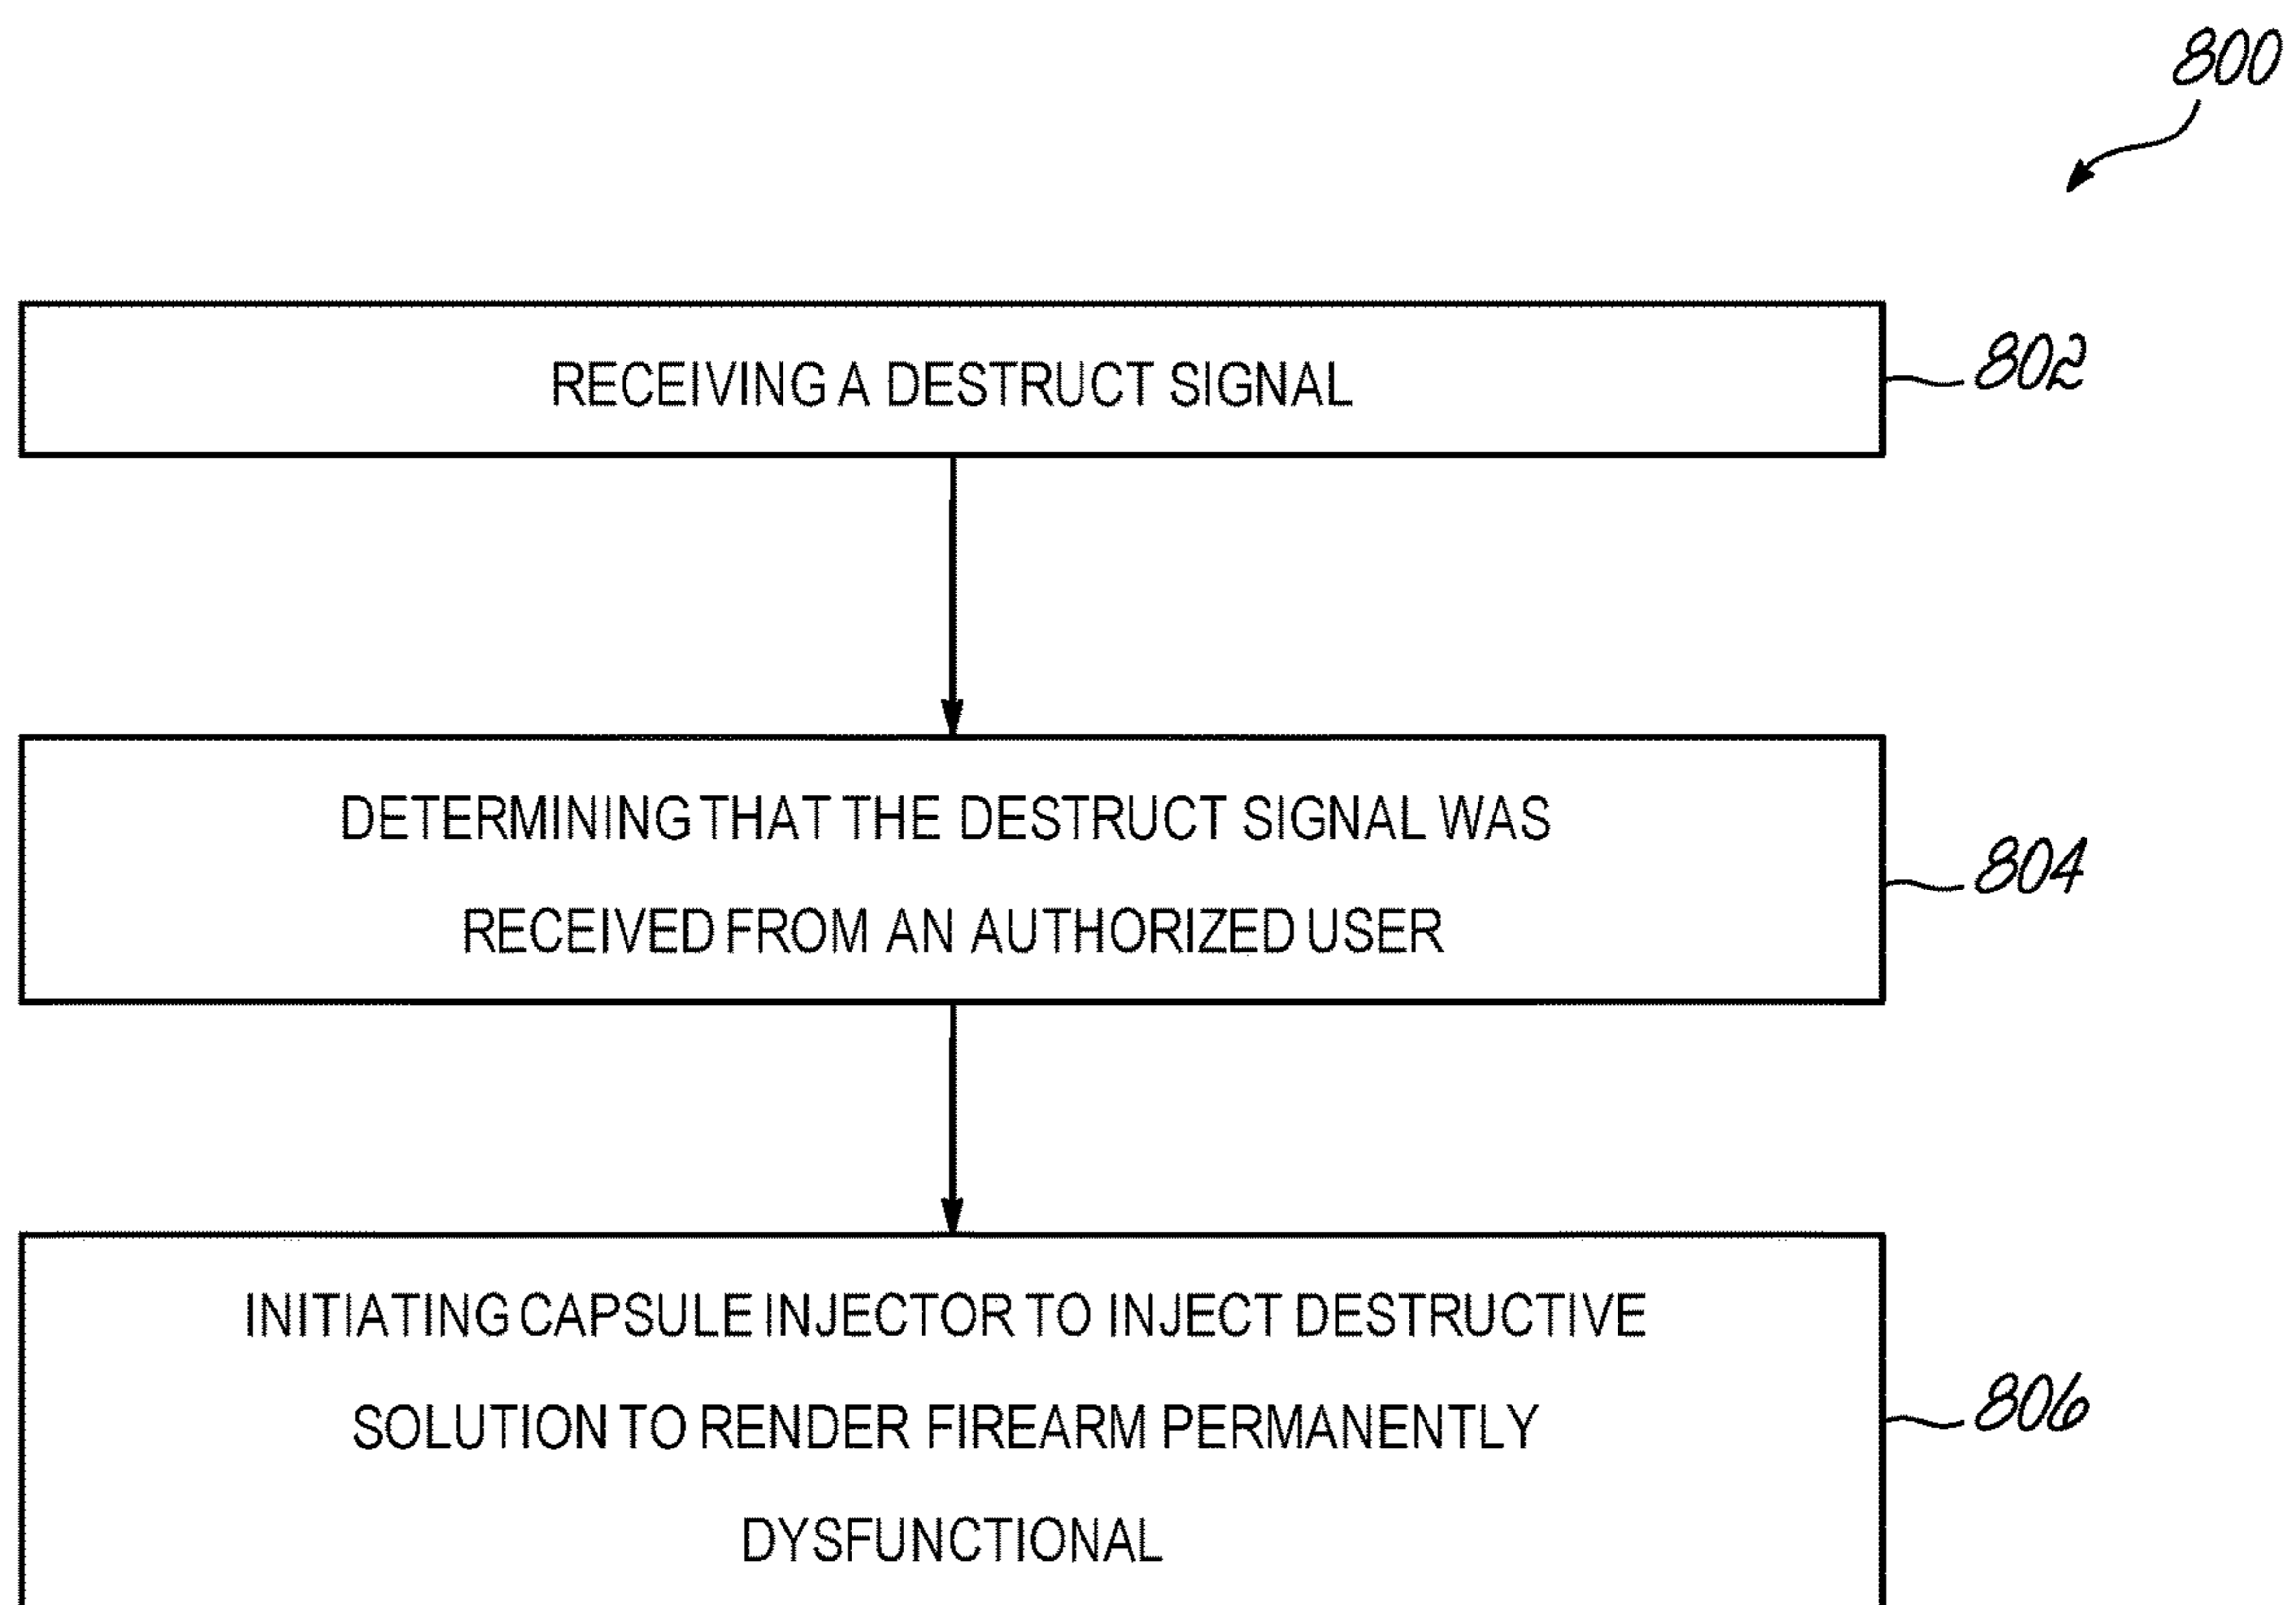 800
RECEIVING A DESTRUCT SIGNAL
802
DETERMINING THAT THE DESTRUCT SIGNAL WAS
RECEIVED FROM AN AUTHORIZED USER
804
INITIATING CAPSULE INJECTOR TO INJECT DESTRUCTIVE
SOLUTION TO RENDER FIREARM PERMANENTLY
DYSFUNCTIONAL
806